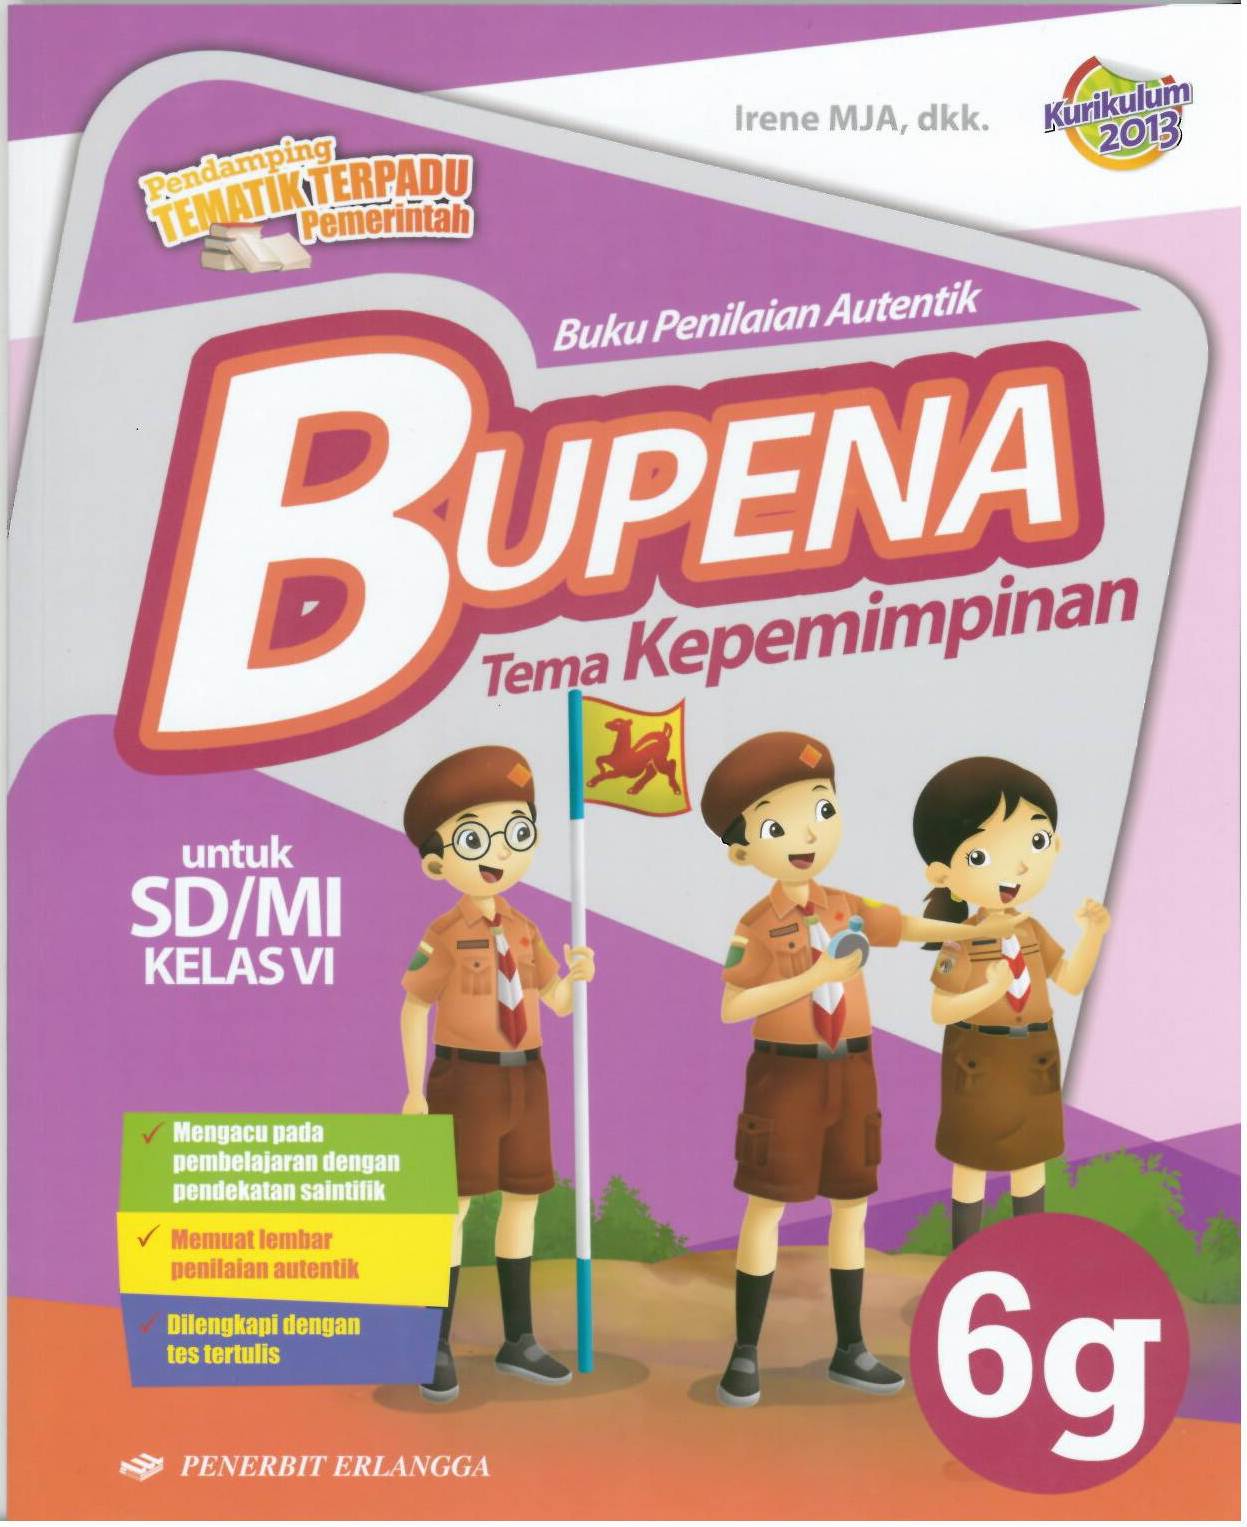 Irene MJA, dkk.
Kurikulum
2013
Pendamping
TEMATIK TERPADU
Pemerintah
Buku Penilaian Autentik
BUPENA
Tema Kepemimpinan
untuk
SD/MI
KELAS VI
Mengacu pada
pembelajaran dengan
pendekatan saintifik
Memuat lembar
penilaian autentik
Dilengkapi dengan
tes tertulis
6g
PENERBIT ERLANGGA